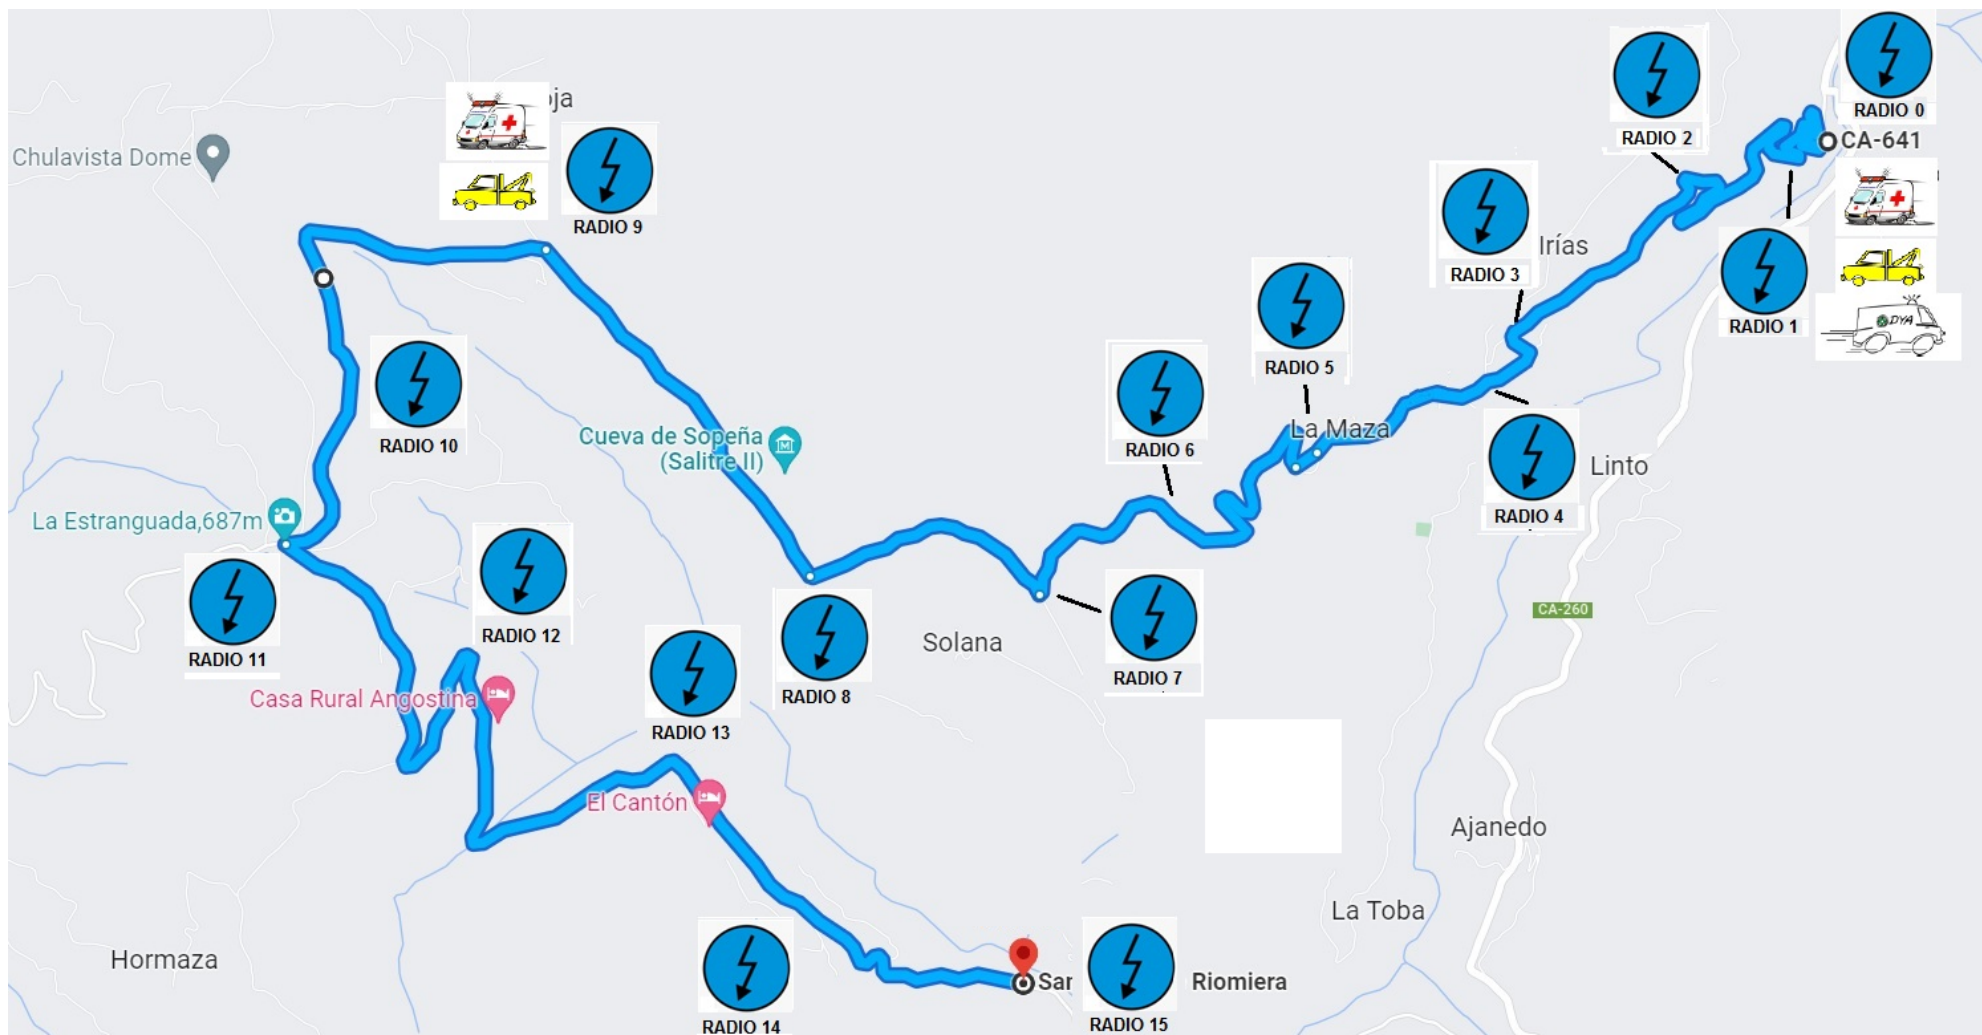 RADIO 0
CA-641
RADIO 2
oja
Chulavista Dome
RADIO 9
RADIO 3
Irías
RADIO 1
DYA
RADIO 5
RADIO 10
RADIO 6
La Maza
Cueva de Sopeña
(Salitre II)
Linto
RADIO 4
La Estranguada,687m
RADIO 12
CA-260
RADIO 11
Solana
RADIO 7
RADIO 8
Casa Rural Angostina
RADIO 13
El Cantón
Ajanedo
La Toba
Hormaza
San
Riomiera
RADIO 14
RADIO 15